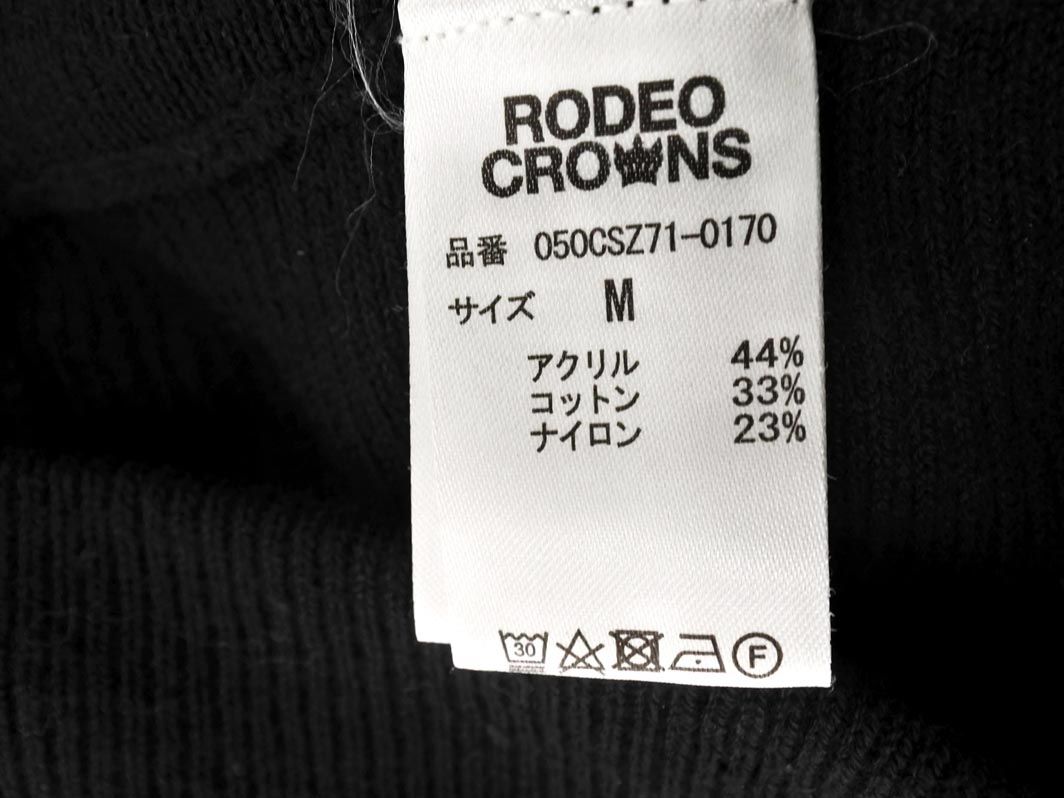 RODEO
CROWNS
品番 050CSZ71-0170
サイズ M
アクリル 44%
コットン 33%
ナイロン 23%
30 F